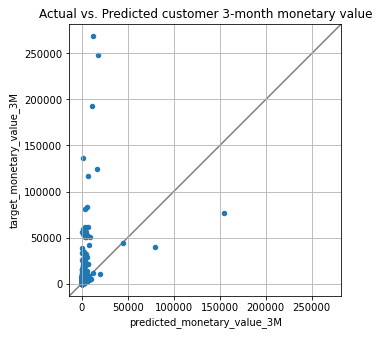 Actual vs. Predicted customer 3-month monetary value
target_monetary_value_3M
250000
200000
150000
100000
50000
0
0 50000 100000 150000 200000 250000
predicted_monetary_value_3M